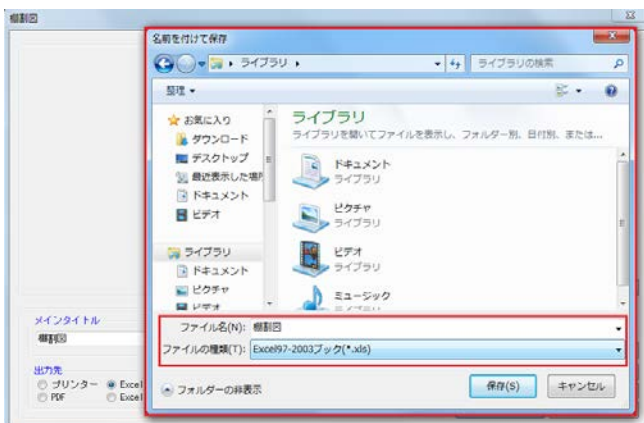 棚割図
名前を付けて保存
ライブラリ
ライブラリの検索
整理
お気に入り
ダウンロード
デスクトップ
最近表示した場所
ドキュメント
ビデオ
ライブラリ
ドキュメント
ピクチャ
ビデオ
ライブラリ
ライブラリを開いてファイルを表示し、フォルダー別、日付別、または...
ドキュメント
ライブラリ
ピクチャ
ライブラリ
ビデオ
ライブラリ
ミュージック
ライブラリ
メインタイトル
棚割図
出力先
プリンター Excel
PDF Excel
ファイル名(N): 棚割図
ファイルの種類(T): Excel97-2003ブック(*.xls)
フォルダーの非表示
保存(S) キャンセル